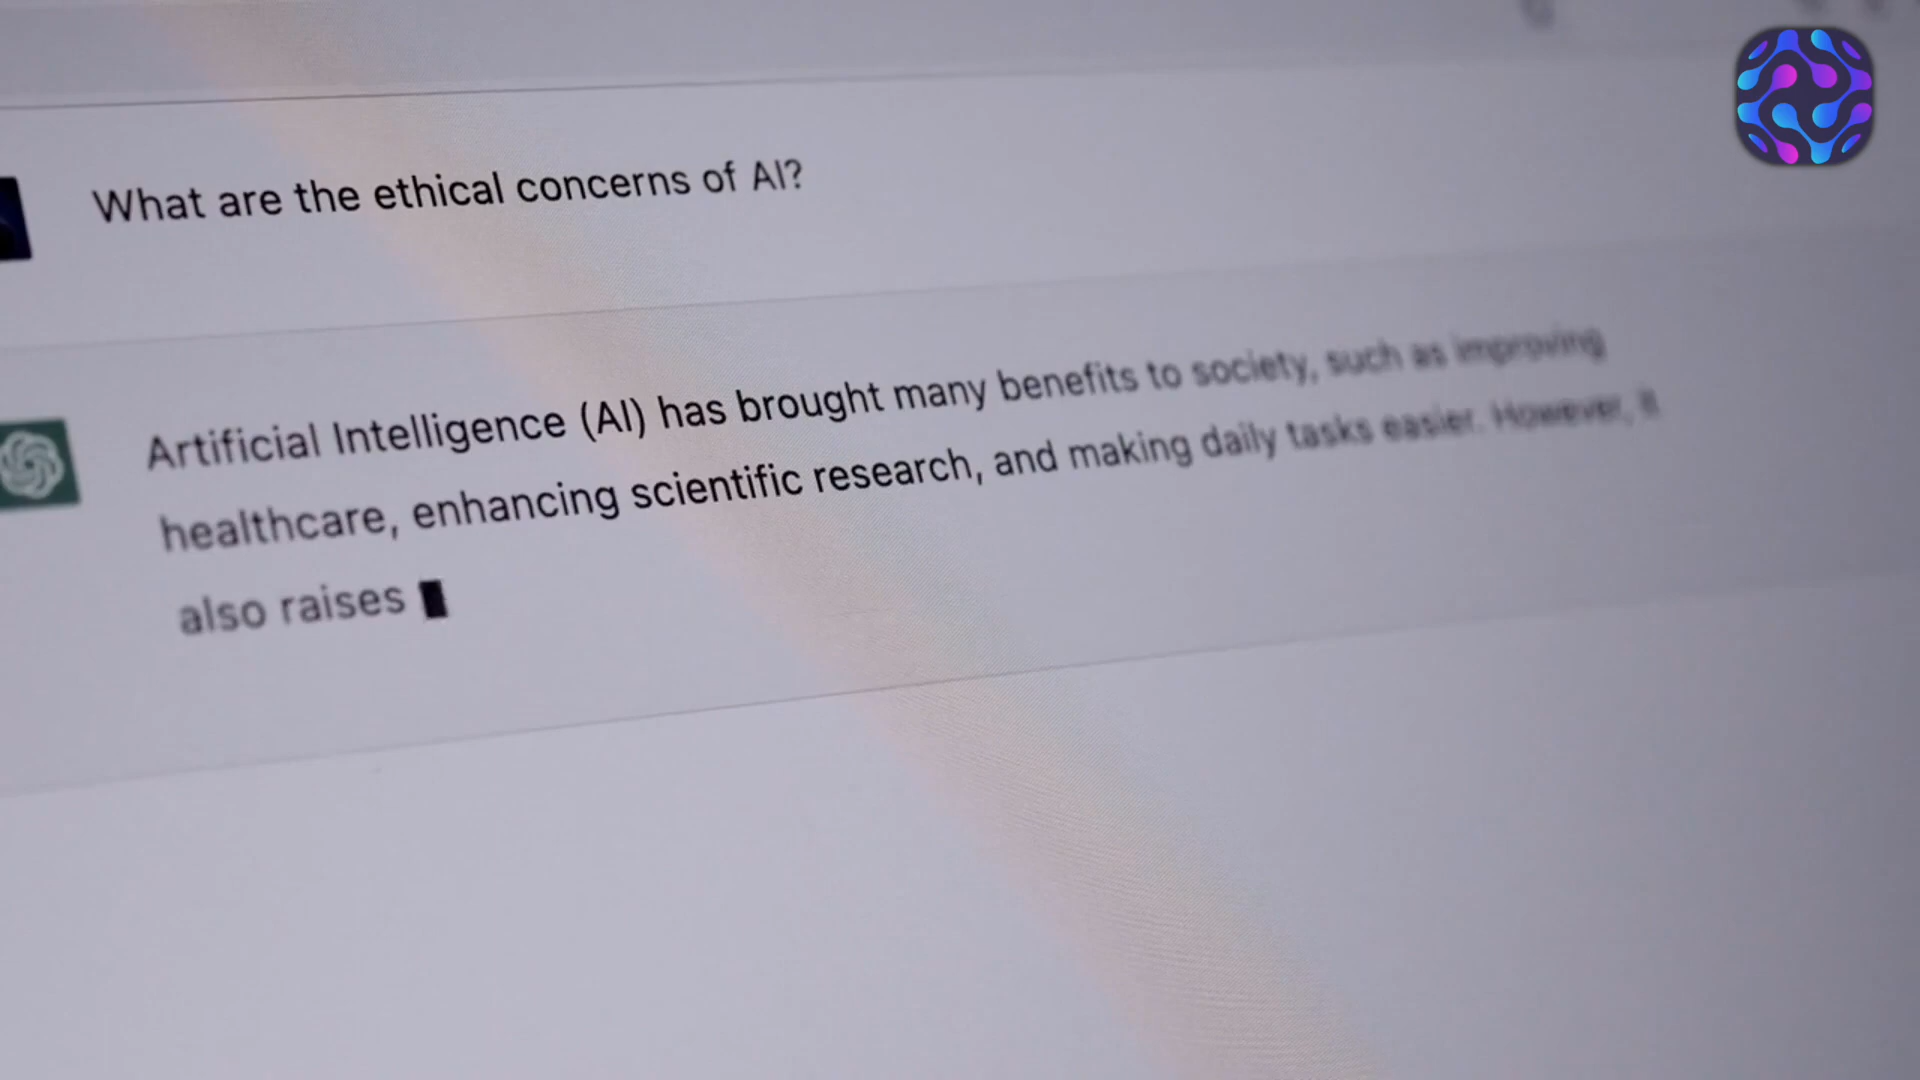 What are the ethical concerns of AI?
Artificial Intelligence (AI) has brought many benefits to society, such as improving
healthcare, enhancing scientific research, and making daily tasks easier. However, it
also raises